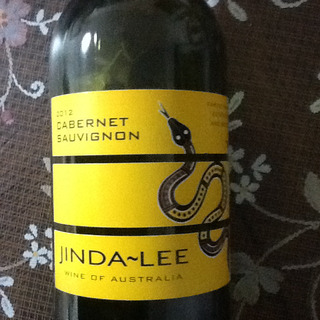 2012
CABERNET
SAUVIGNON
JINDA~LEE
WINE OF AUSTRALIA